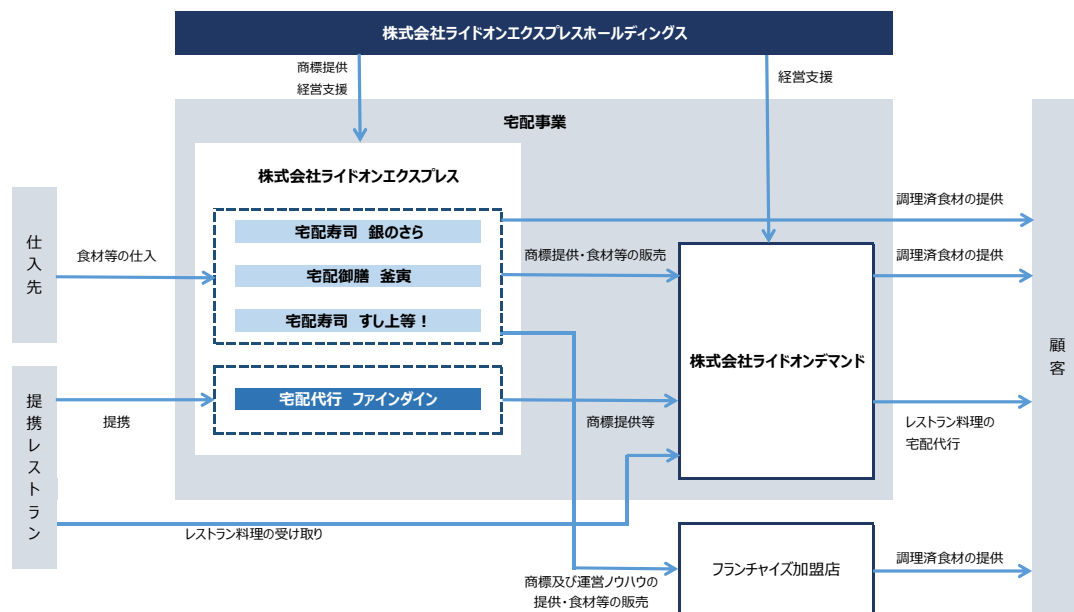 株式会社ライドオンエクスプレスホールディングス
商標提供
経営支援
経営支援
宅配事業
株式会社ライドオンエクスプレス
宅配寿司 銀のさら
宅配御膳 釜寅
宅配寿司 すし上等！
宅配代行 ファインダイン
仕入先
食材等の仕入
提携レストラン
提携
レストラン料理の受け取り
商標提供・食材等の販売
商標提供等
株式会社ライドオンデマンド
商標及び運営ノウハウの
提供・食材等の販売
フランチャイズ加盟店
調理済食材の提供
調理済食材の提供
レストラン料理の
宅配代行
調理済食材の提供
顧客